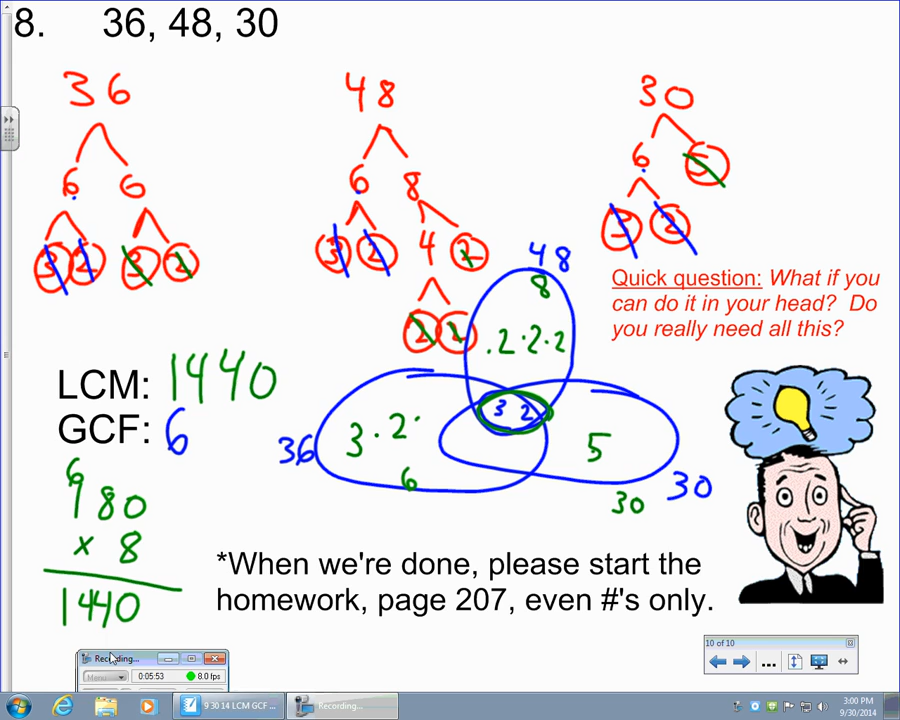 8. 36, 48, 30
36 48 30
6 6 6 8 6 5
3 2 3 2 3 2 4 2 3 2
2 2
48
8
.2·2·2
Quick question: What if you
can do it in your head? Do
you really need all this?
LCM: 1440
GCF: 6
36
3·2·
6
3 2
5
30
30
6
180
× 8
1440
*When we're done, please start the
homework, page 207, even #'s only.
10 of 10
Recording...
Menu
0:05:53
8.0 fps
9 30 14 LCM GCF ...
Recording...
3:00 PM
9/30/2014